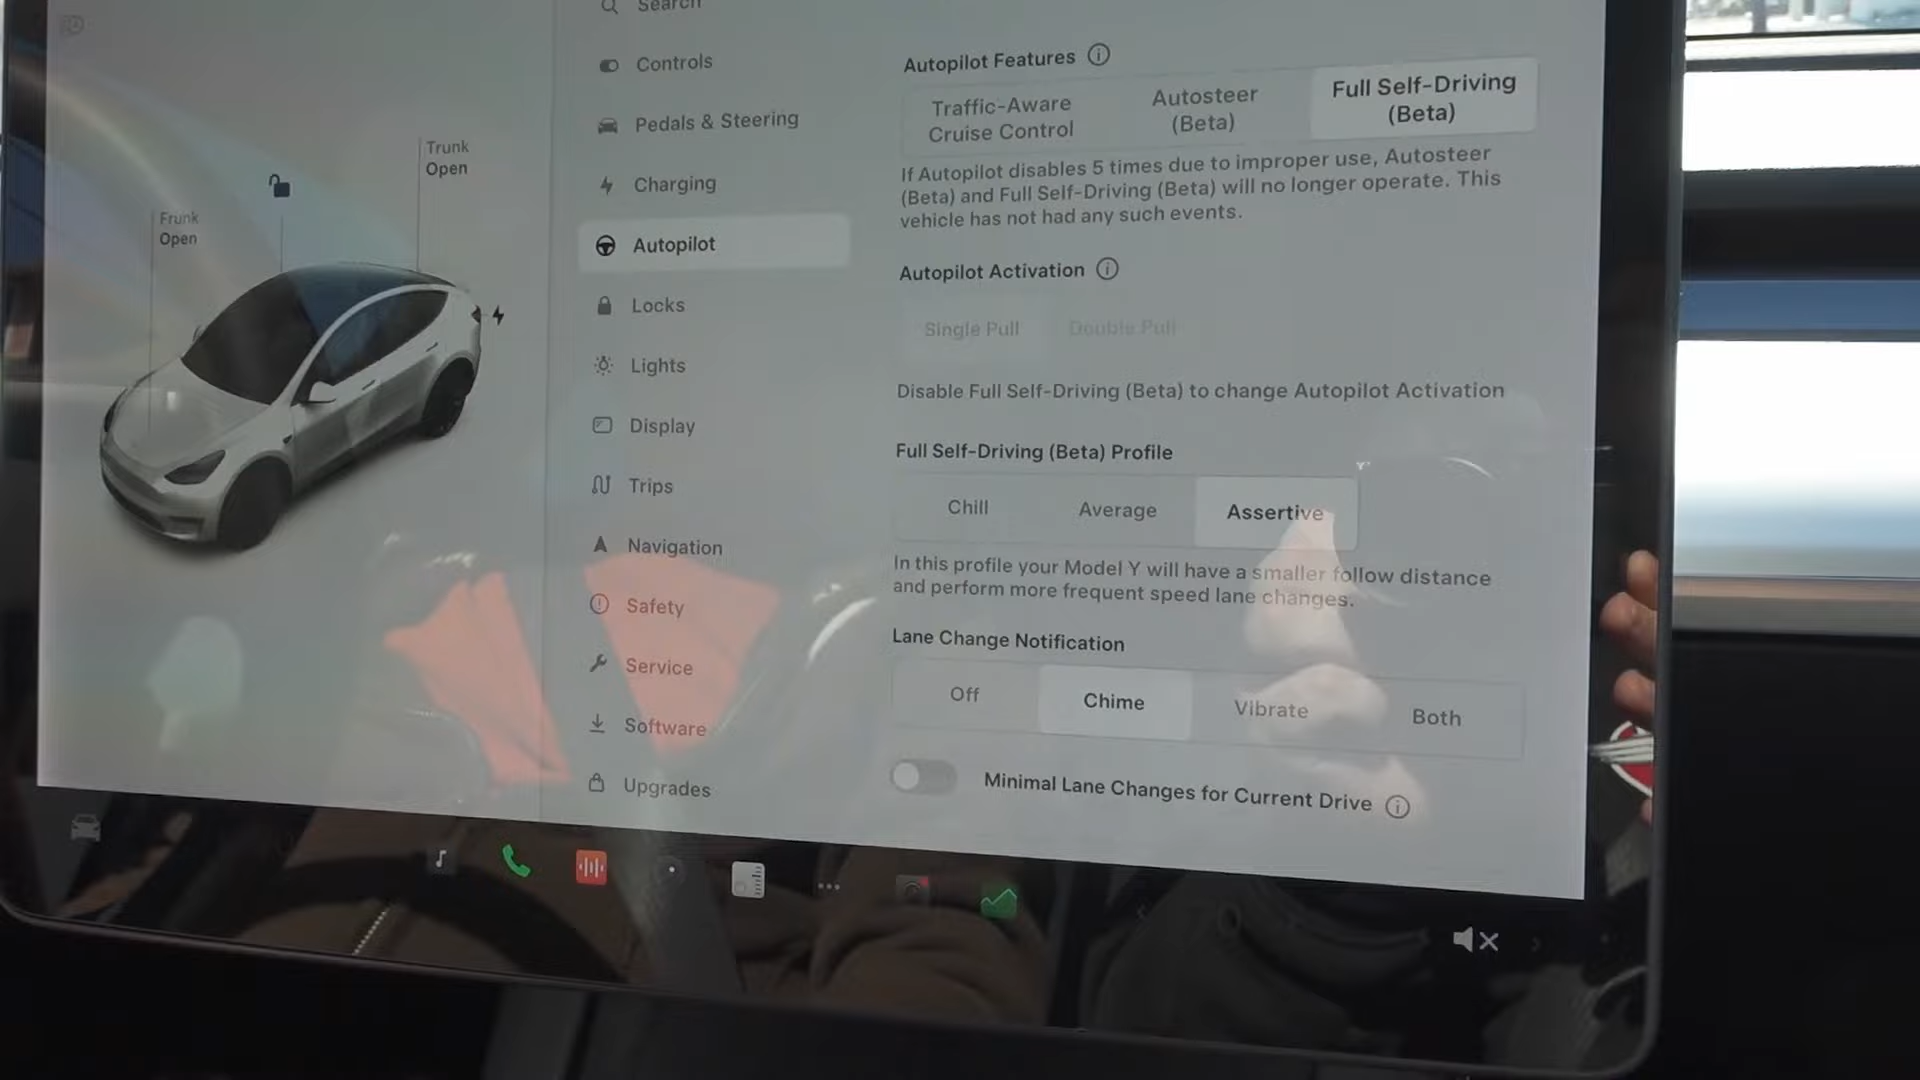 Search
Controls
Pedals & Steering
Charging
Autopilot
Locks
Lights
Display
Trips
Navigation
Safety
Service
Software
Upgrades
Trunk
Open
Frunk
Open
Autopilot Features
Traffic-Aware
Cruise Control
Autosteer
(Beta)
Full Self-Driving
(Beta)
If Autopilot disables 5 times due to improper use, Autosteer
(Beta) and Full Self-Driving (Beta) will no longer operate. This
vehicle has not had any such events.
Autopilot Activation
Single Pull
Double Pull
Disable Full Self-Driving (Beta) to change Autopilot Activation
Full Self-Driving (Beta) Profile
Chill
Average
Assertive
In this profile your Model Y will have a smaller follow distance
and perform more frequent speed lane changes.
Lane Change Notification
Off
Chime
Vibrate
Both
Minimal Lane Changes for Current Drive